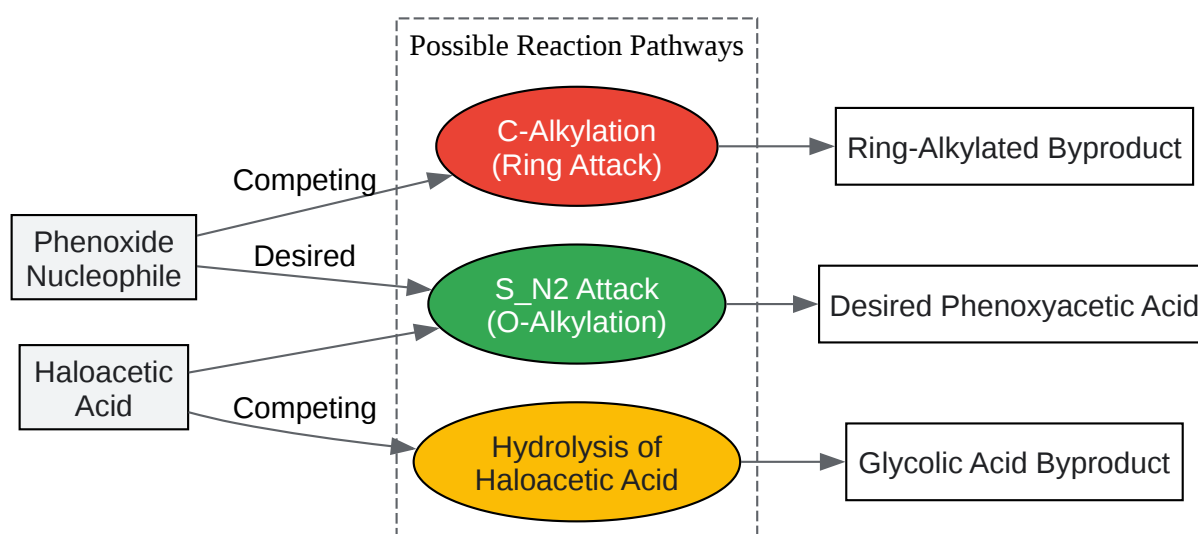 Possible Reaction Pathways
C-Alkylation
(Ring Attack)
Ring-Alkylated Byproduct
Competing
Phenoxide
Nucleophile
Desired
S_N2 Attack
(O-Alkylation)
Desired Phenoxyacetic Acid
Haloacetic
Acid
Competing
Hydrolysis of
Haloacetic Acid
Glycolic Acid Byproduct